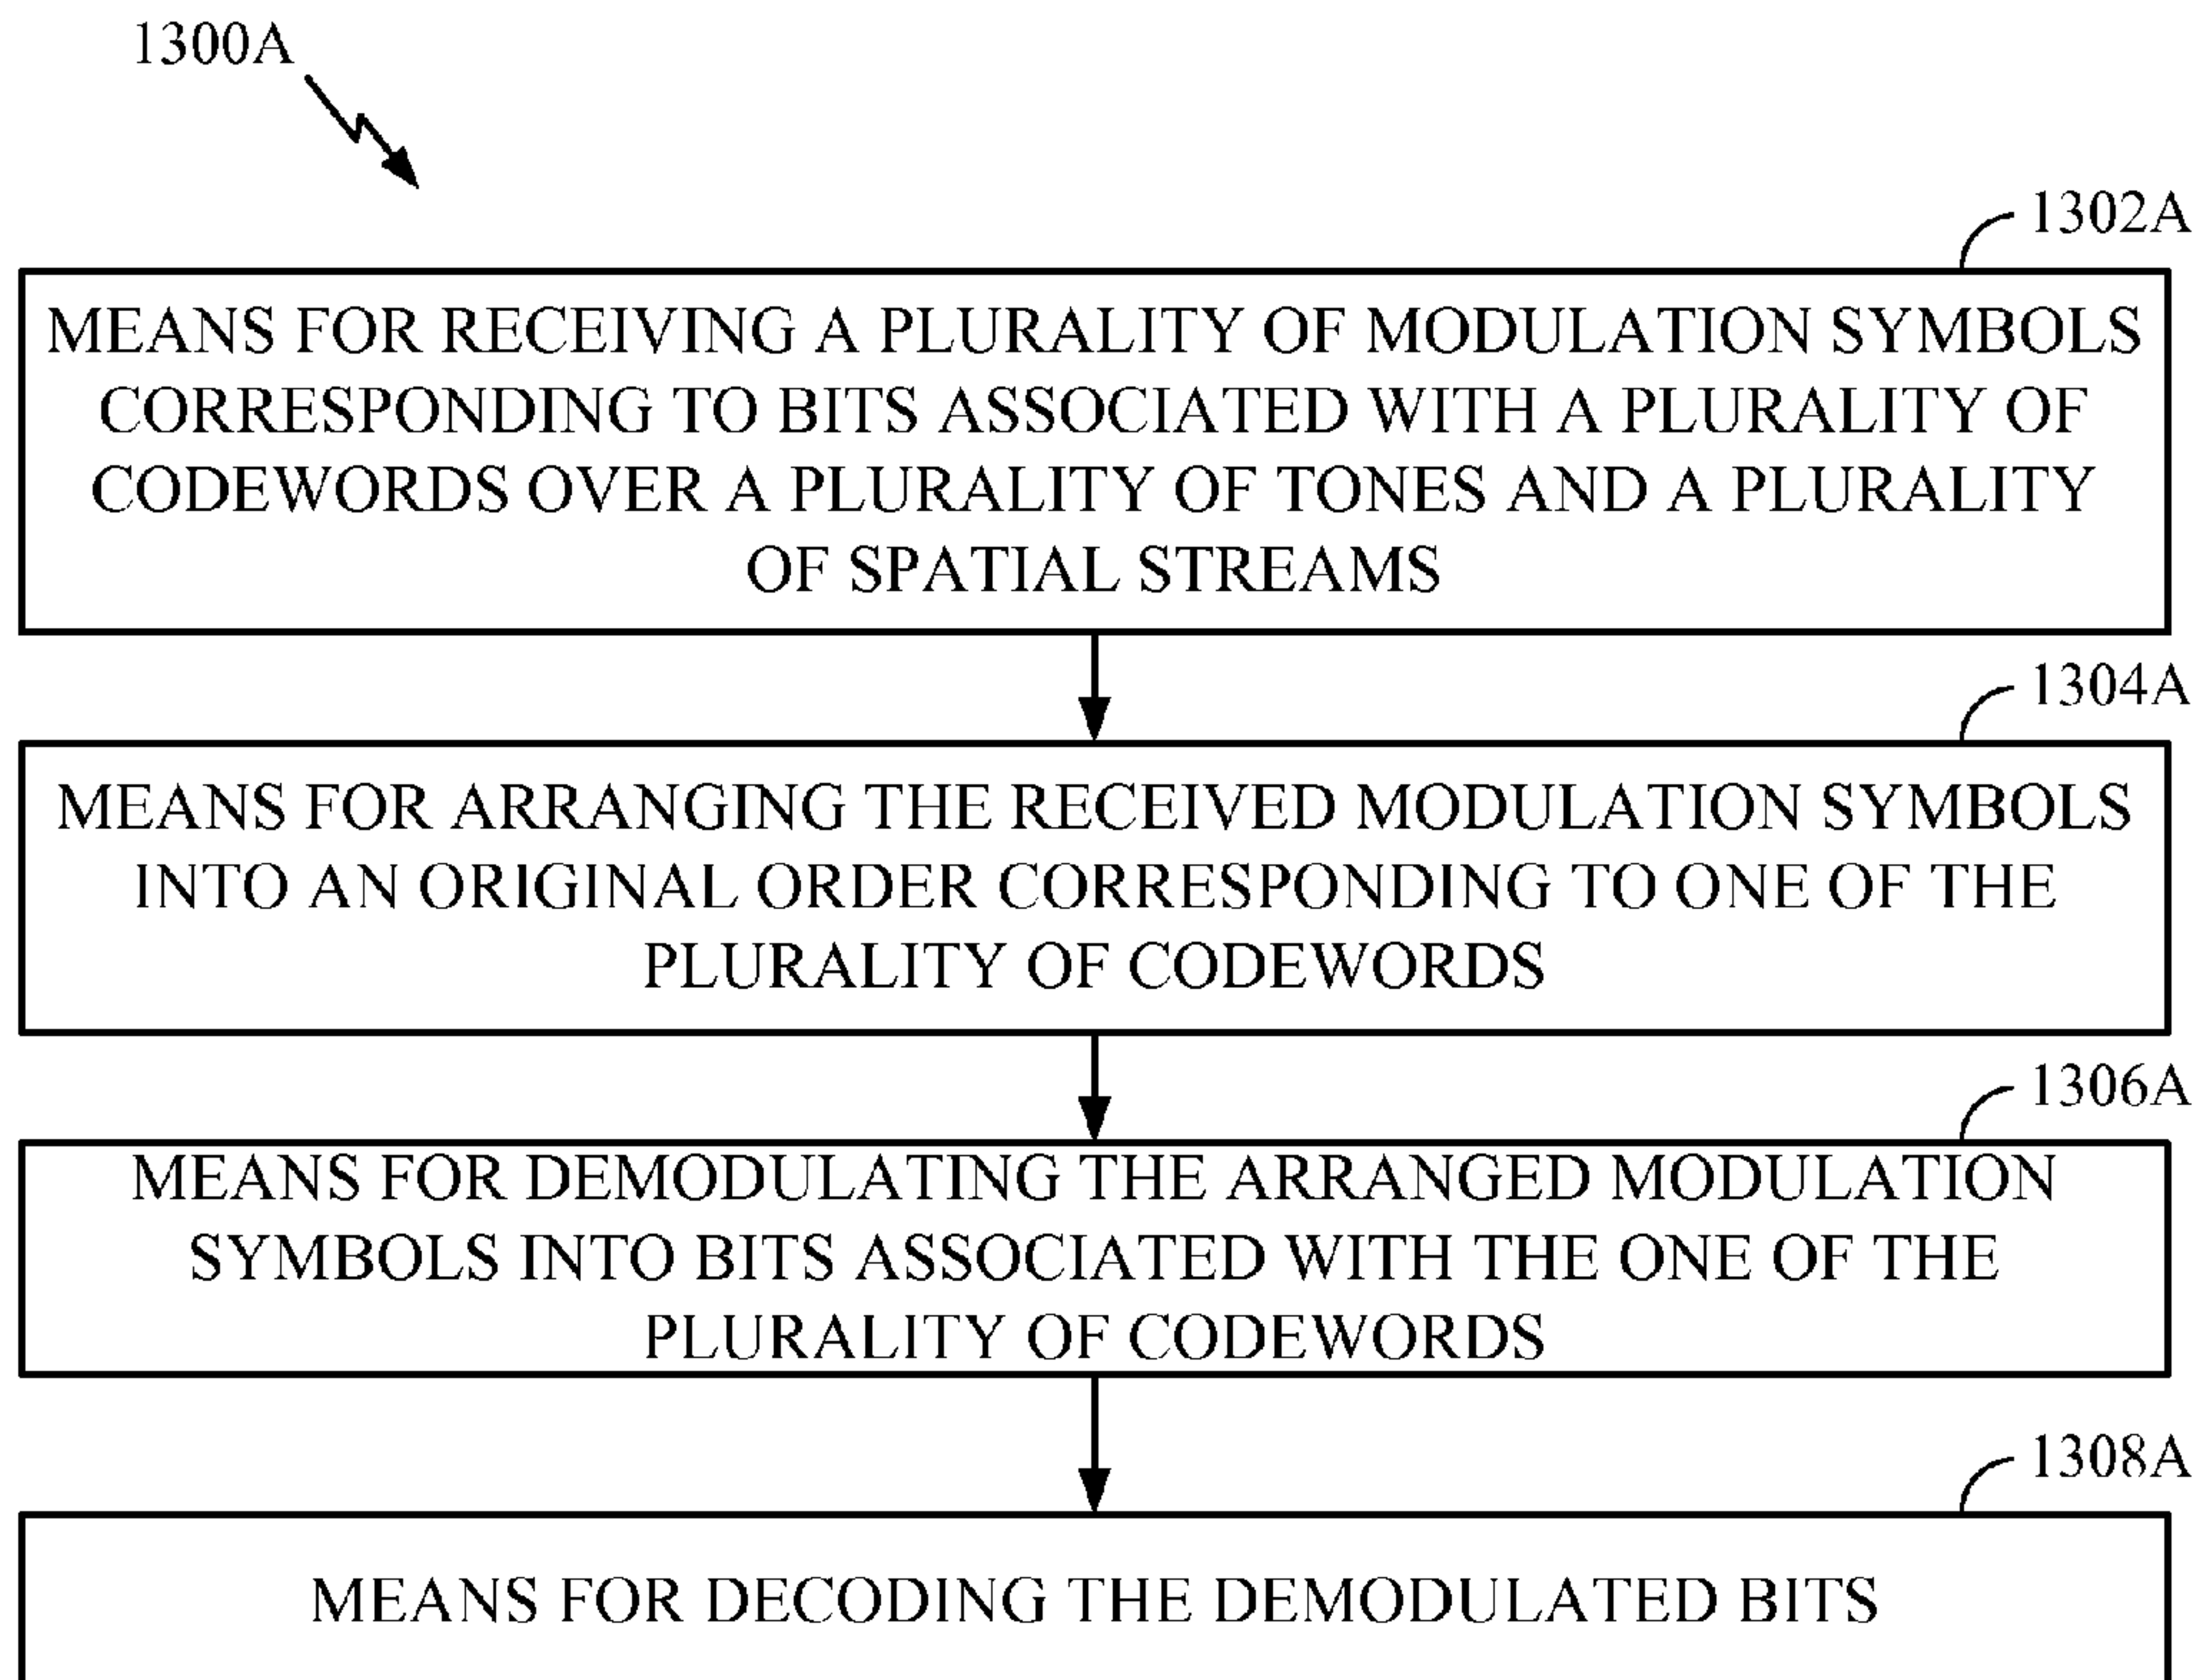 1300A
1302A
MEANS FOR RECEIVING A PLURALITY OF MODULATION SYMBOLS
CORRESPONDING TO BITS ASSOCIATED WITH A PLURALITY OF
CODEWORDS OVER A PLURALITY OF TONES AND A PLURALITY
OF SPATIAL STREAMS
1304A
MEANS FOR ARRANGING THE RECEIVED MODULATION SYMBOLS
INTO AN ORIGINAL ORDER CORRESPONDING TO ONE OF THE
PLURALITY OF CODEWORDS
1306A
MEANS FOR DEMODULATING THE ARRANGED MODULATION
SYMBOLS INTO BITS ASSOCIATED WITH THE ONE OF THE
PLURALITY OF CODEWORDS
1308A
MEANS FOR DECODING THE DEMODULATED BITS